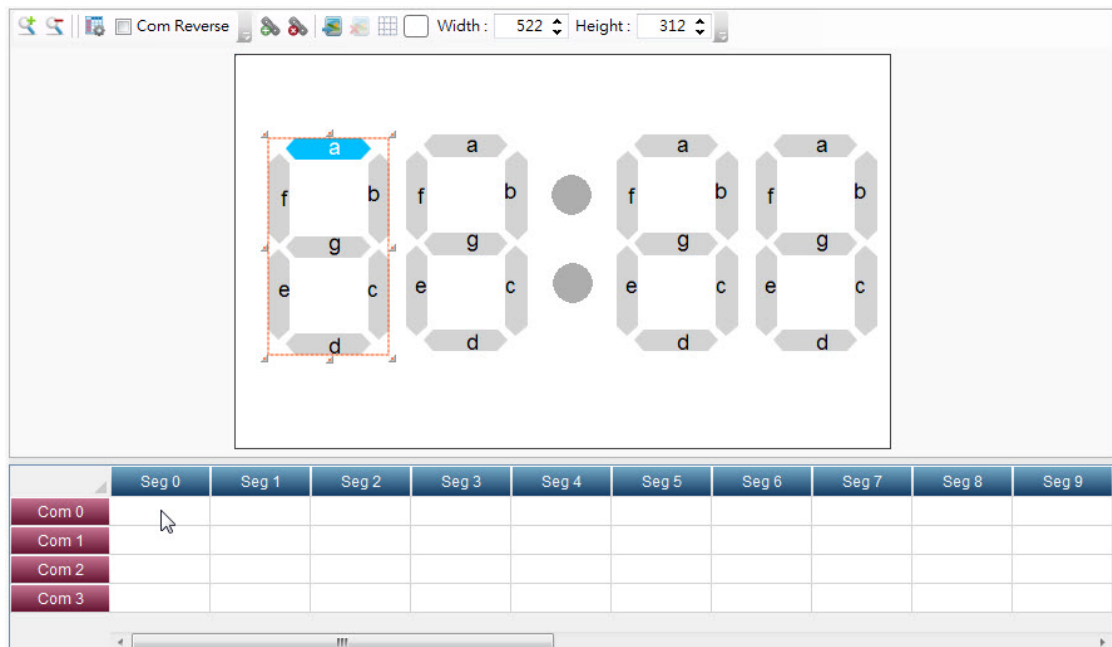 Com Reverse Width : 522 Height : 312
a a a a
f b f b f b f b
g g g g
e c e c e c e c
d d d d
Seg 0 Seg 1 Seg 2 Seg 3 Seg 4 Seg 5 Seg 6 Seg 7 Seg 8 Seg 9
Com 0
Com 1
Com 2
Com 3